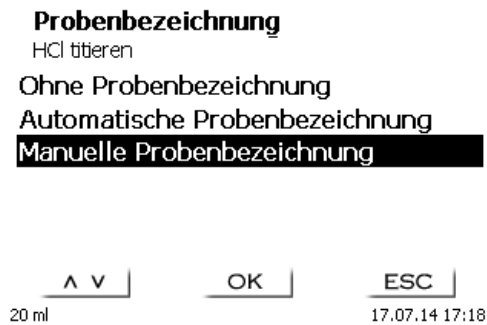 Probenbezeichnung
HCl titieren
Ohne Probenbezeichnung
Automatische Probenbezeichnung
Manuelle Probenbezeichnung
∧ ∨ OK ESC
20 ml 17.07.14 17:18